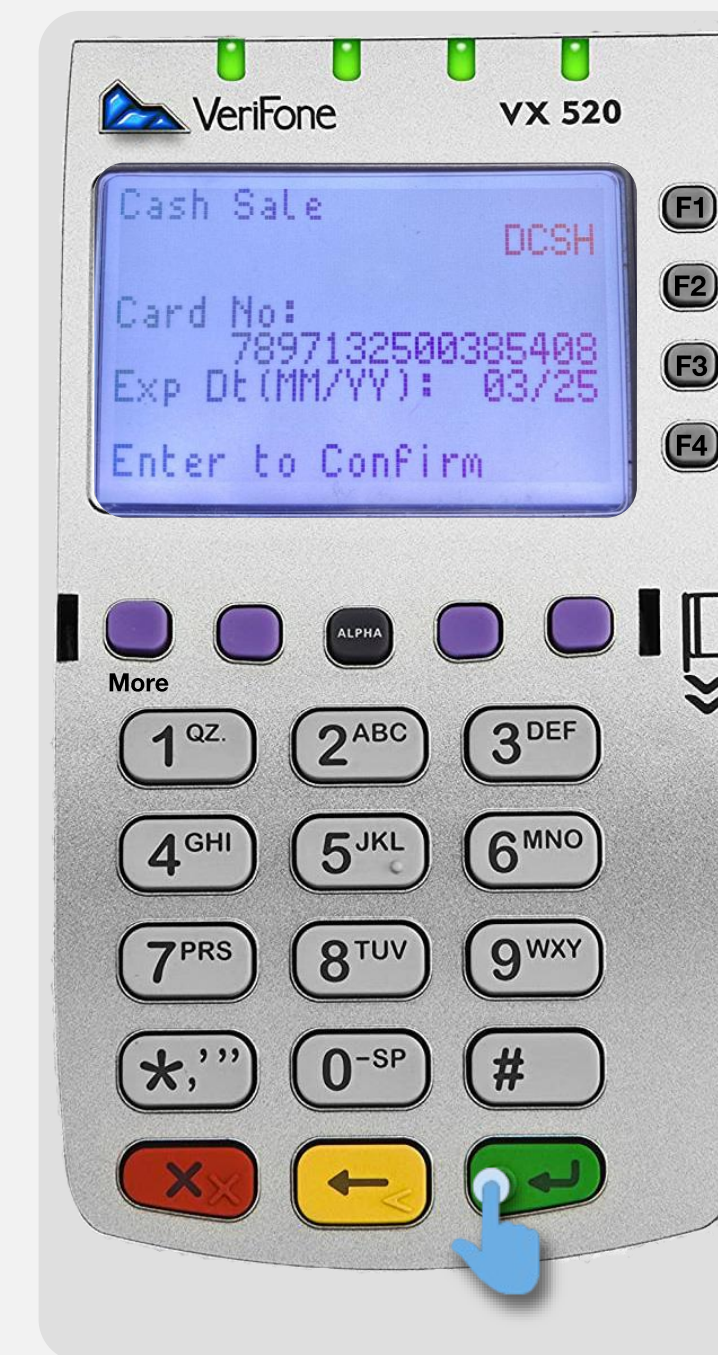 VeriFone
VX 520
Cash Sale
DCSH
Card No:
7897132500385408
Exp Dt(MM/YY): 03/25
Enter to Confirm
F1
F2
F3
F4
ALPHA
More
1 QZ.
2 ABC
3 DEF
4 GHI
5 JKL
6 MNO
7 PRS
8 TUV
9 WXY
*,'"
0 -SP
#